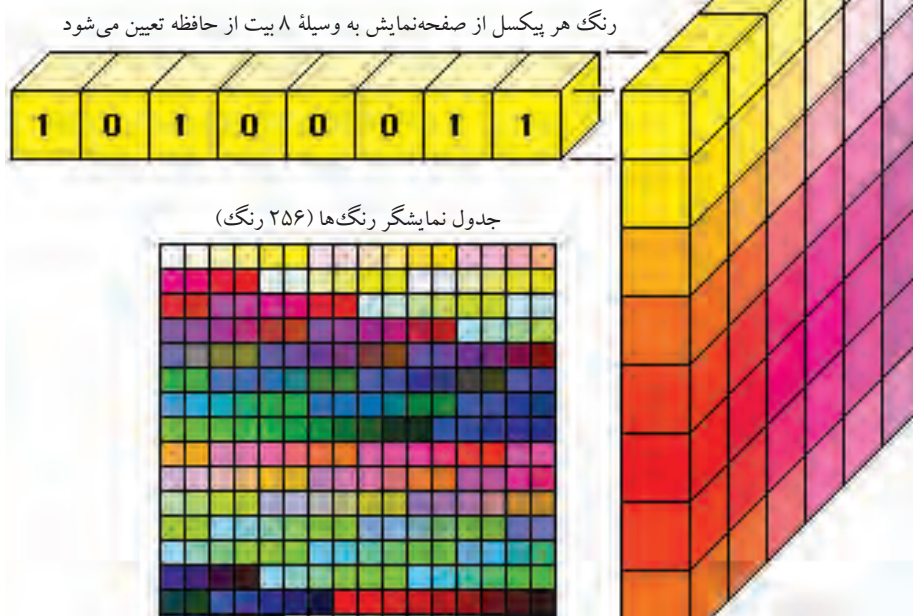 رنگ هر پیکسل از صفحه‌نمایش به وسیلهٔ ۸ بیت از حافظه تعیین می‌شود
1 0 1 0 0 0 1 1
جدول نمایشگر رنگ‌ها (۲۵۶ رنگ)